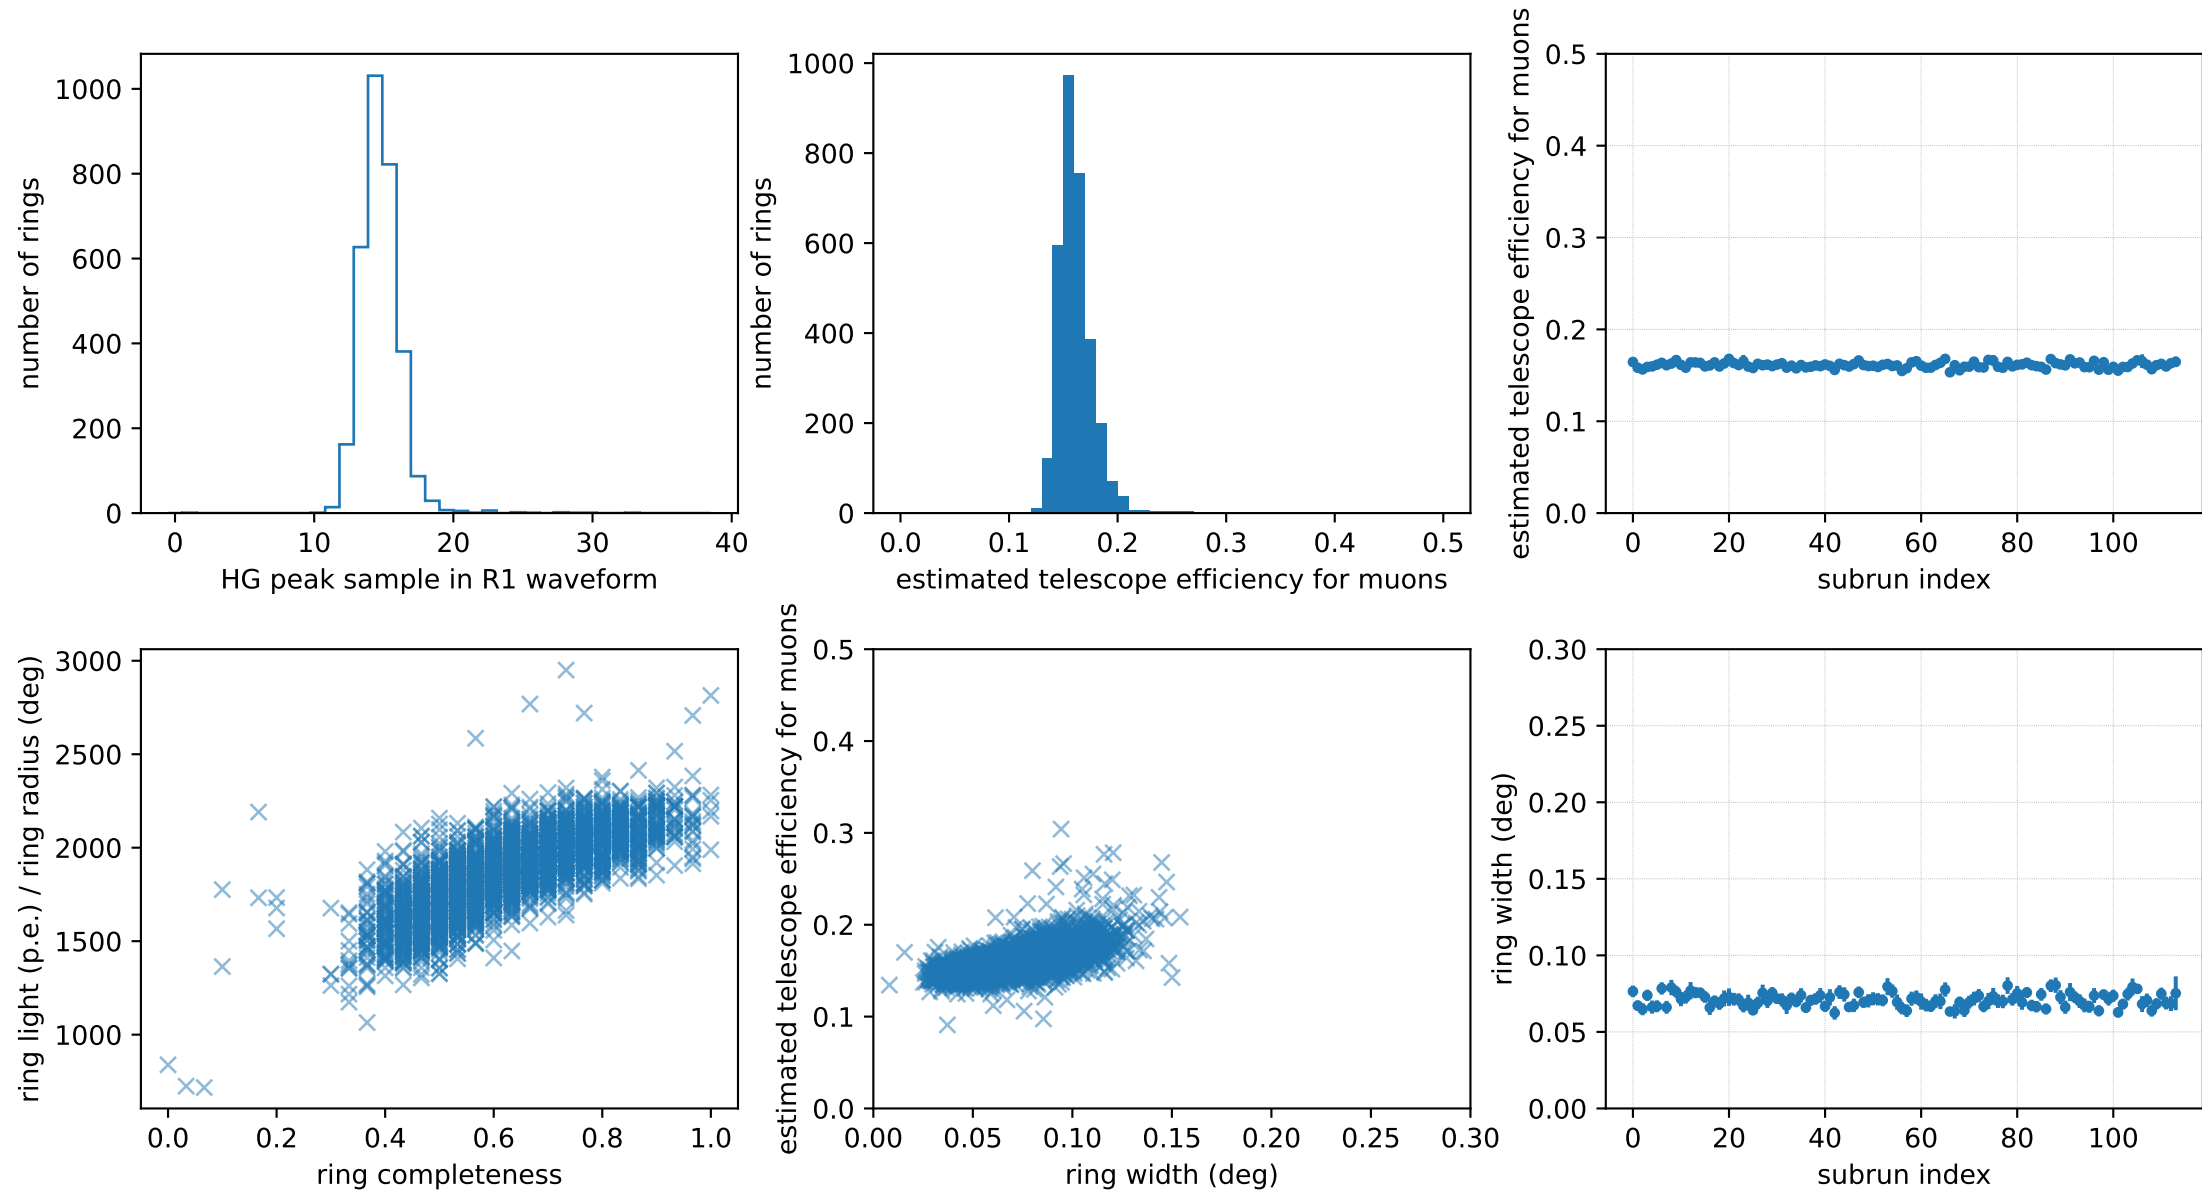 number of rings
1000
800
600
400
200
0
0 10 20 30 40
HG peak sample in R1 waveform
number of rings
1000
800
600
400
200
0
0.0 0.1 0.2 0.3 0.4 0.5
estimated telescope efficiency for muons
estimated telescope efficiency for muons
0.5
0.4
0.3
0.2
0.1
0.0
0 20 40 60 80 100
subrun index
ring light (p.e.) / ring radius (deg)
3000
2500
2000
1500
1000
0.0 0.2 0.4 0.6 0.8 1.0
ring completeness
estimated telescope efficiency for muons
0.5
0.4
0.3
0.2
0.1
0.0
0.00 0.05 0.10 0.15 0.20 0.25 0.30
ring width (deg)
ring width (deg)
0.30
0.25
0.20
0.15
0.10
0.05
0.00
0 20 40 60 80 100
subrun index